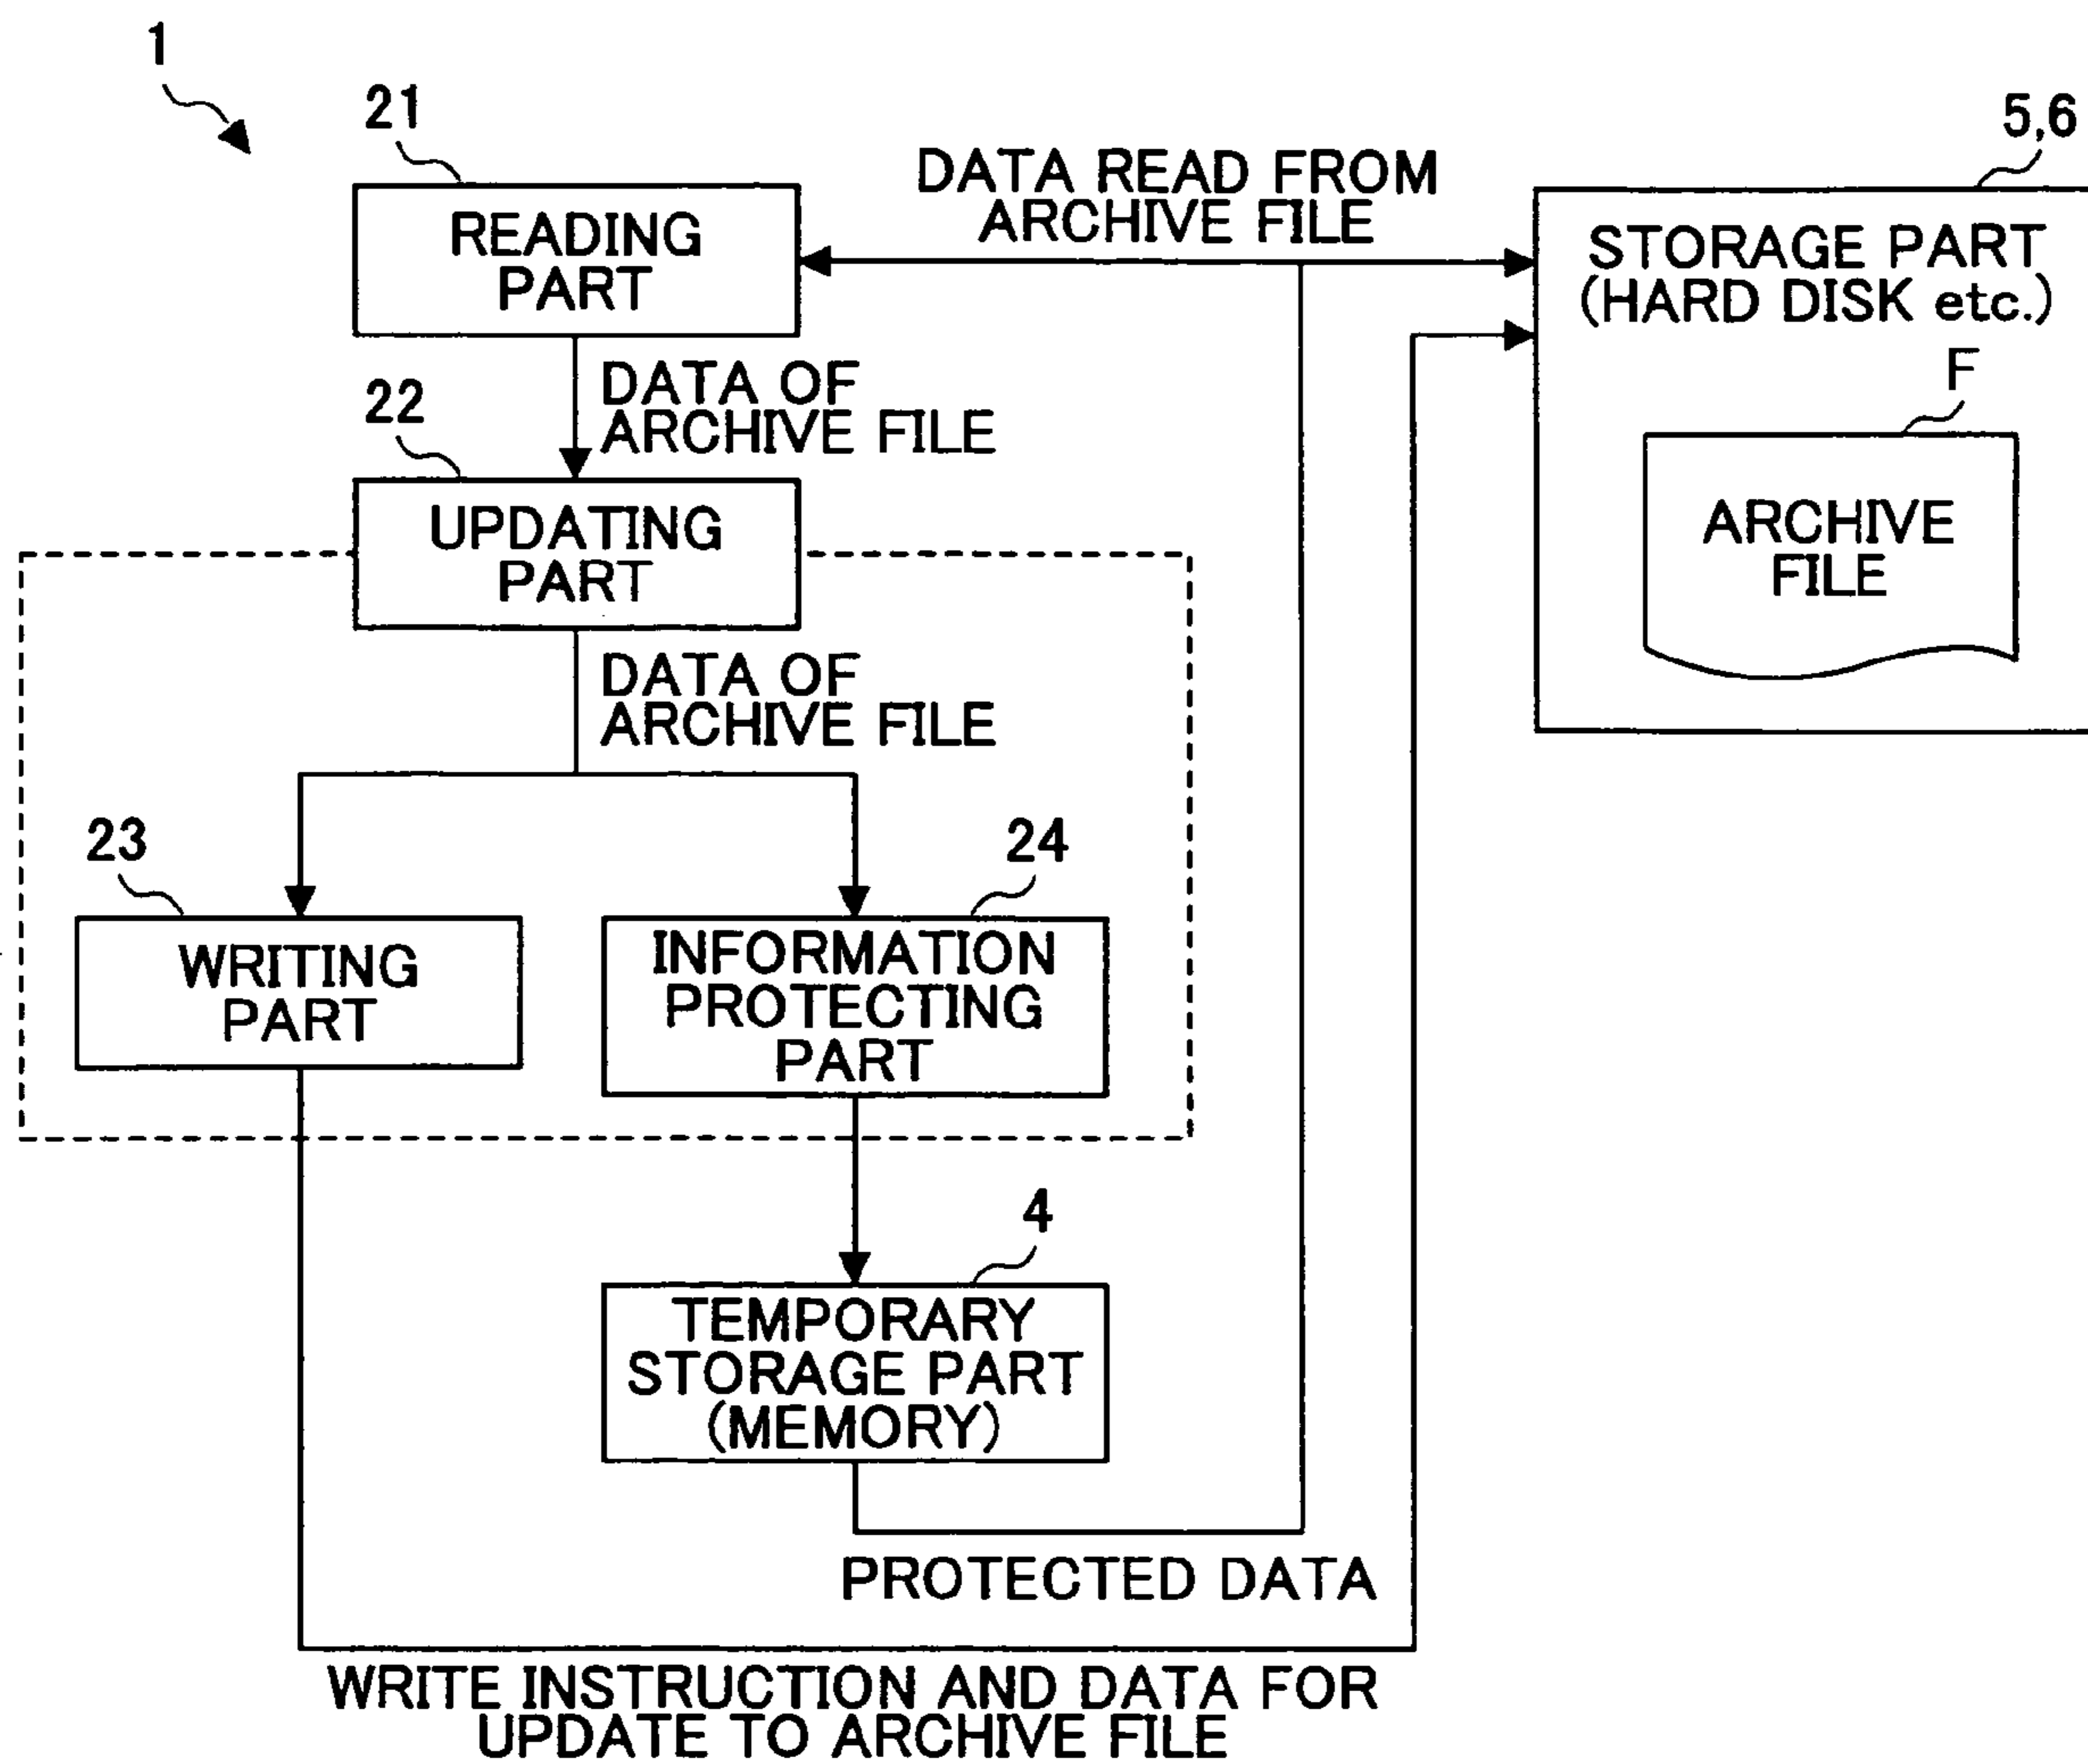 1
21
5,6
DATA READ FROM
ARCHIVE FILE
READING
PART
STORAGE PART
(HARD DISK etc.)
DATA OF
ARCHIVE FILE
F
22
UPDATING
PART
ARCHIVE
FILE
DATA OF
ARCHIVE FILE
23
24
WRITING
PART
INFORMATION
PROTECTING
PART
4
TEMPORARY
STORAGE PART
(MEMORY)
PROTECTED DATA
WRITE INSTRUCTION AND DATA FOR
UPDATE TO ARCHIVE FILE